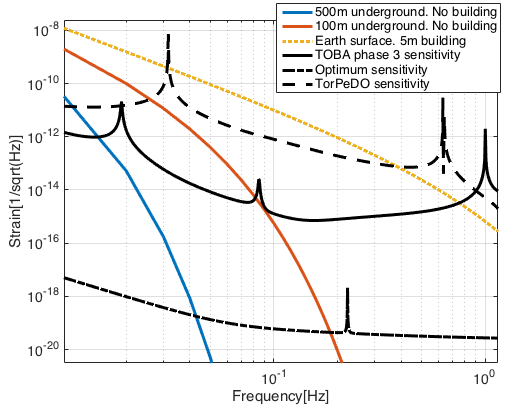 500m underground. No building
100m underground. No building
Earth surface. 5m building
TOBA phase 3 sensitivity
Optimum sensitivity
TorPeDO sensitivity
10^-8
10^-10
10^-12
10^-14
10^-16
10^-18
10^-20
Strain[1/sqrt(Hz)]
10^-1
10^0
Frequency[Hz]